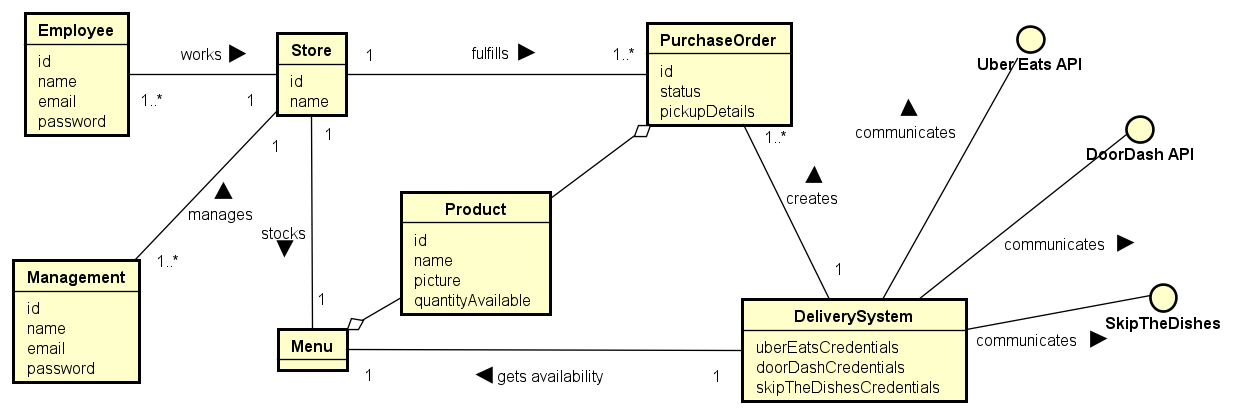 Employee
id
name
email
password
works
1..*
1
Store
id
name
1
fulfills
1..*
PurchaseOrder
id
status
pickupDetails
1..*
Uber Eats API
communicates
DoorDash API
communicates
SkipTheDishes
communicates
1
manages
1..*
Management
id
name
email
password
1
stocks
1
Product
id
name
picture
quantityAvailable
creates
1
Menu
1
gets availability
1
DeliverySystem
uberEatsCredentials
doorDashCredentials
skipTheDishesCredentials